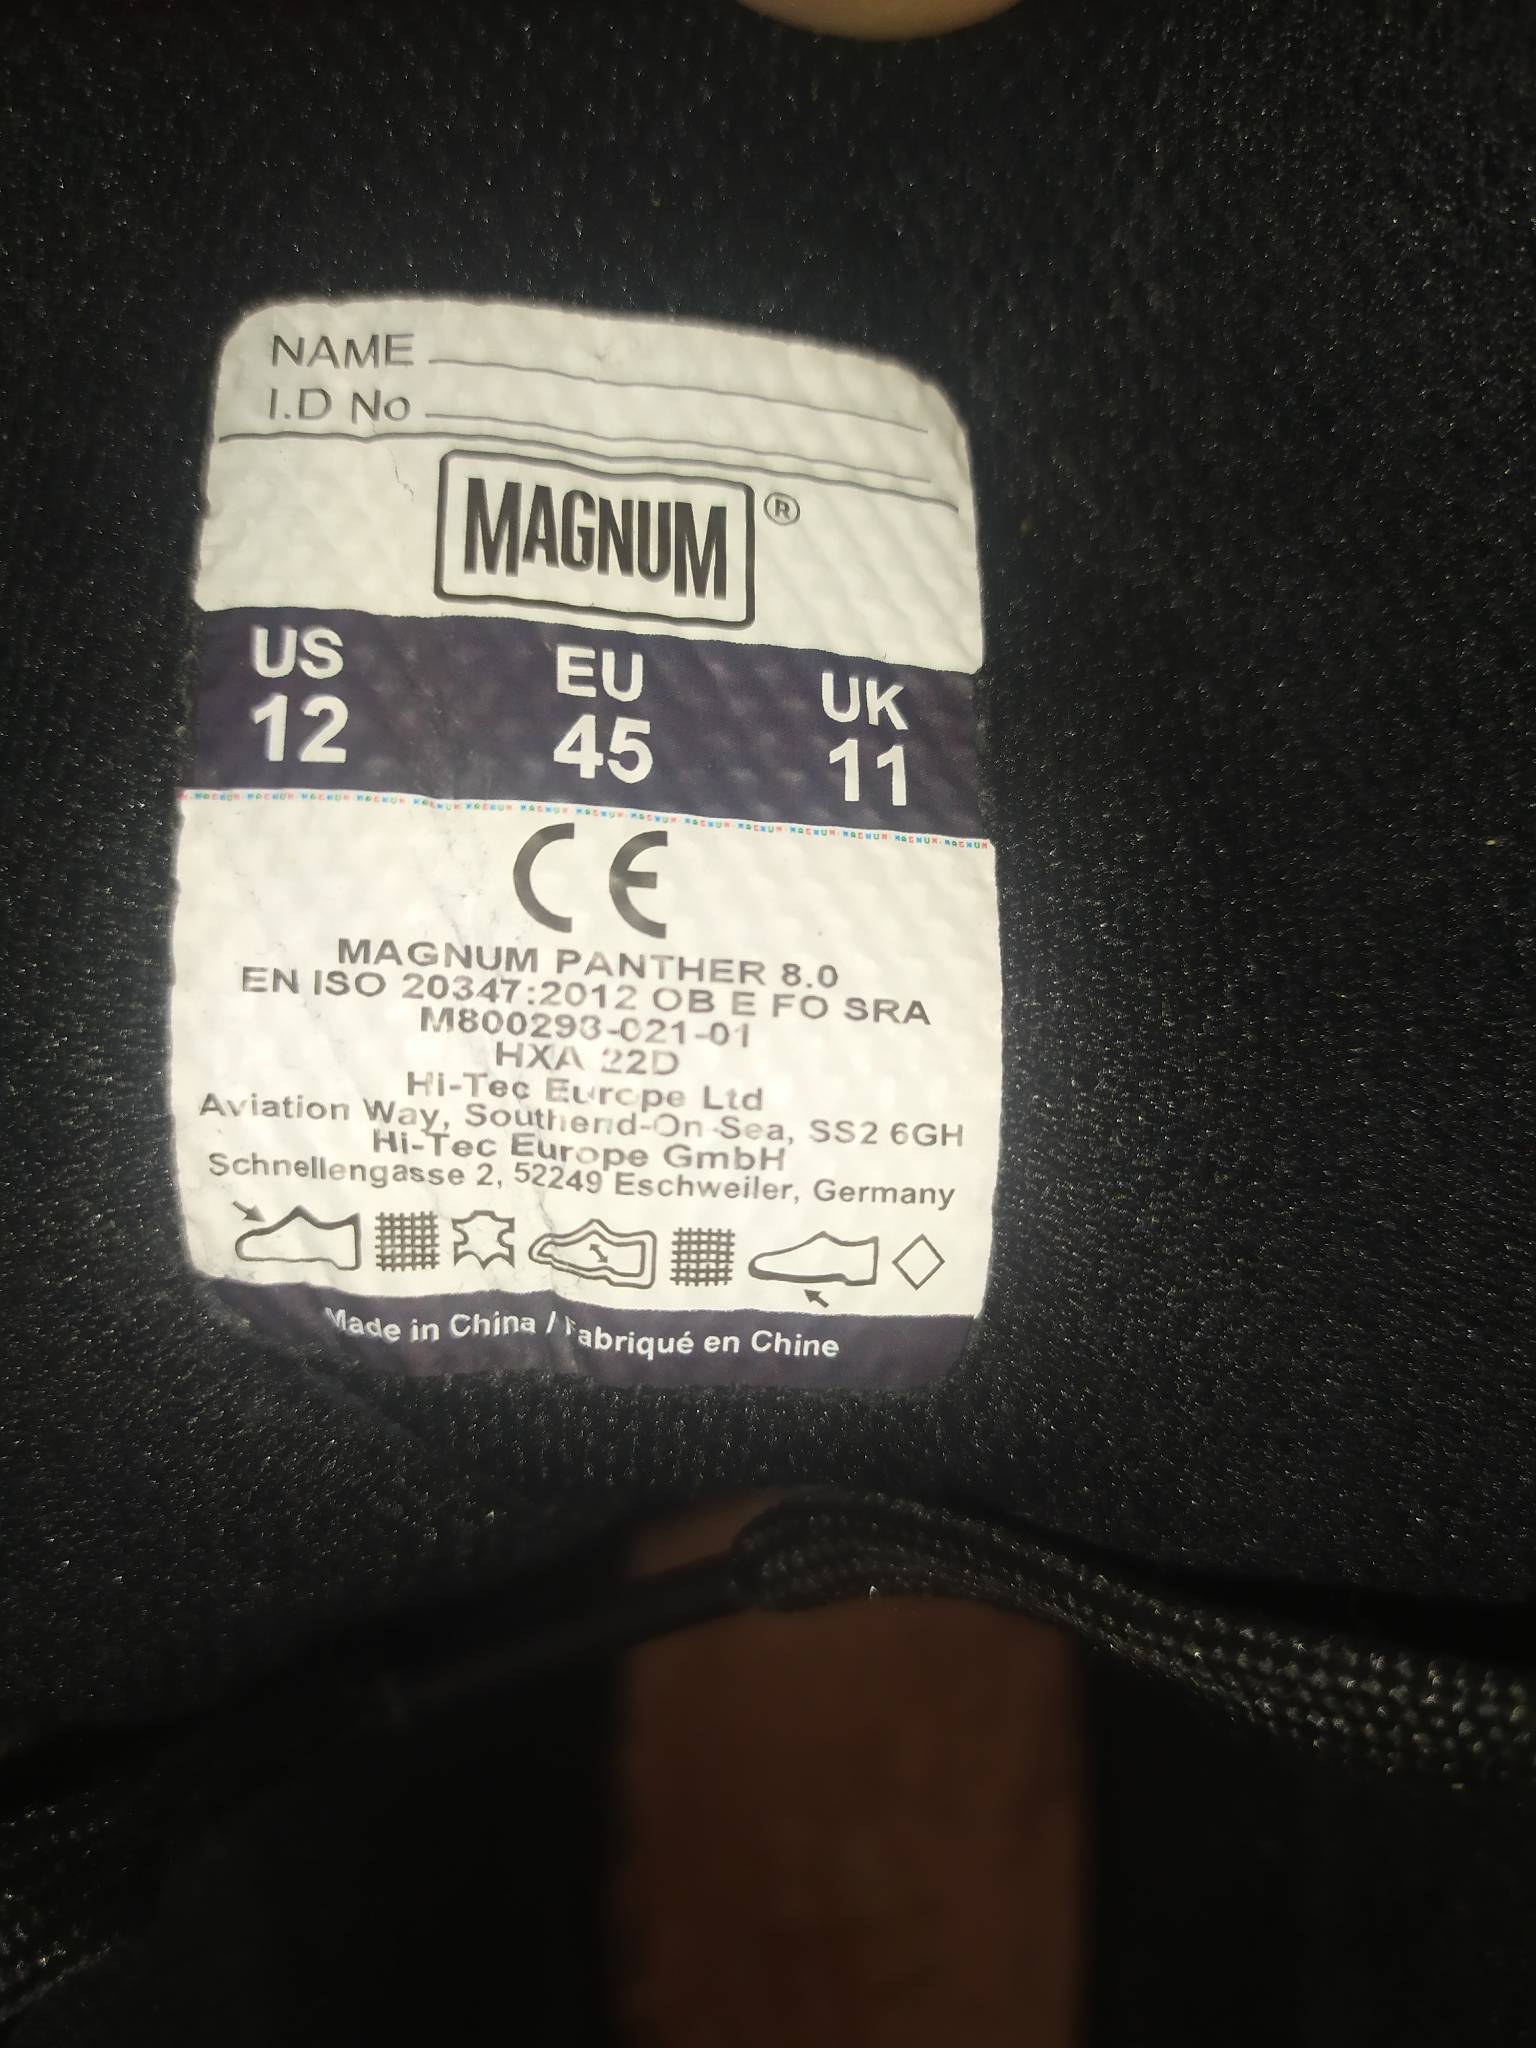 NAME
I.D No
MAGNUM ®
US EU UK
12 45 11
CE
MAGNUM PANTHER 8.0
EN ISO 20347:2012 OB E FO SRA
M800293-021-01
HXA 22D
Hi-Tec Europe Ltd
Aviation Way, Southend-On-Sea, SS2 6GH
Hi-Tec Europe GmbH
Schnellengasse 2, 52249 Eschweiler, Germany
Made in China / Fabriqué en Chine